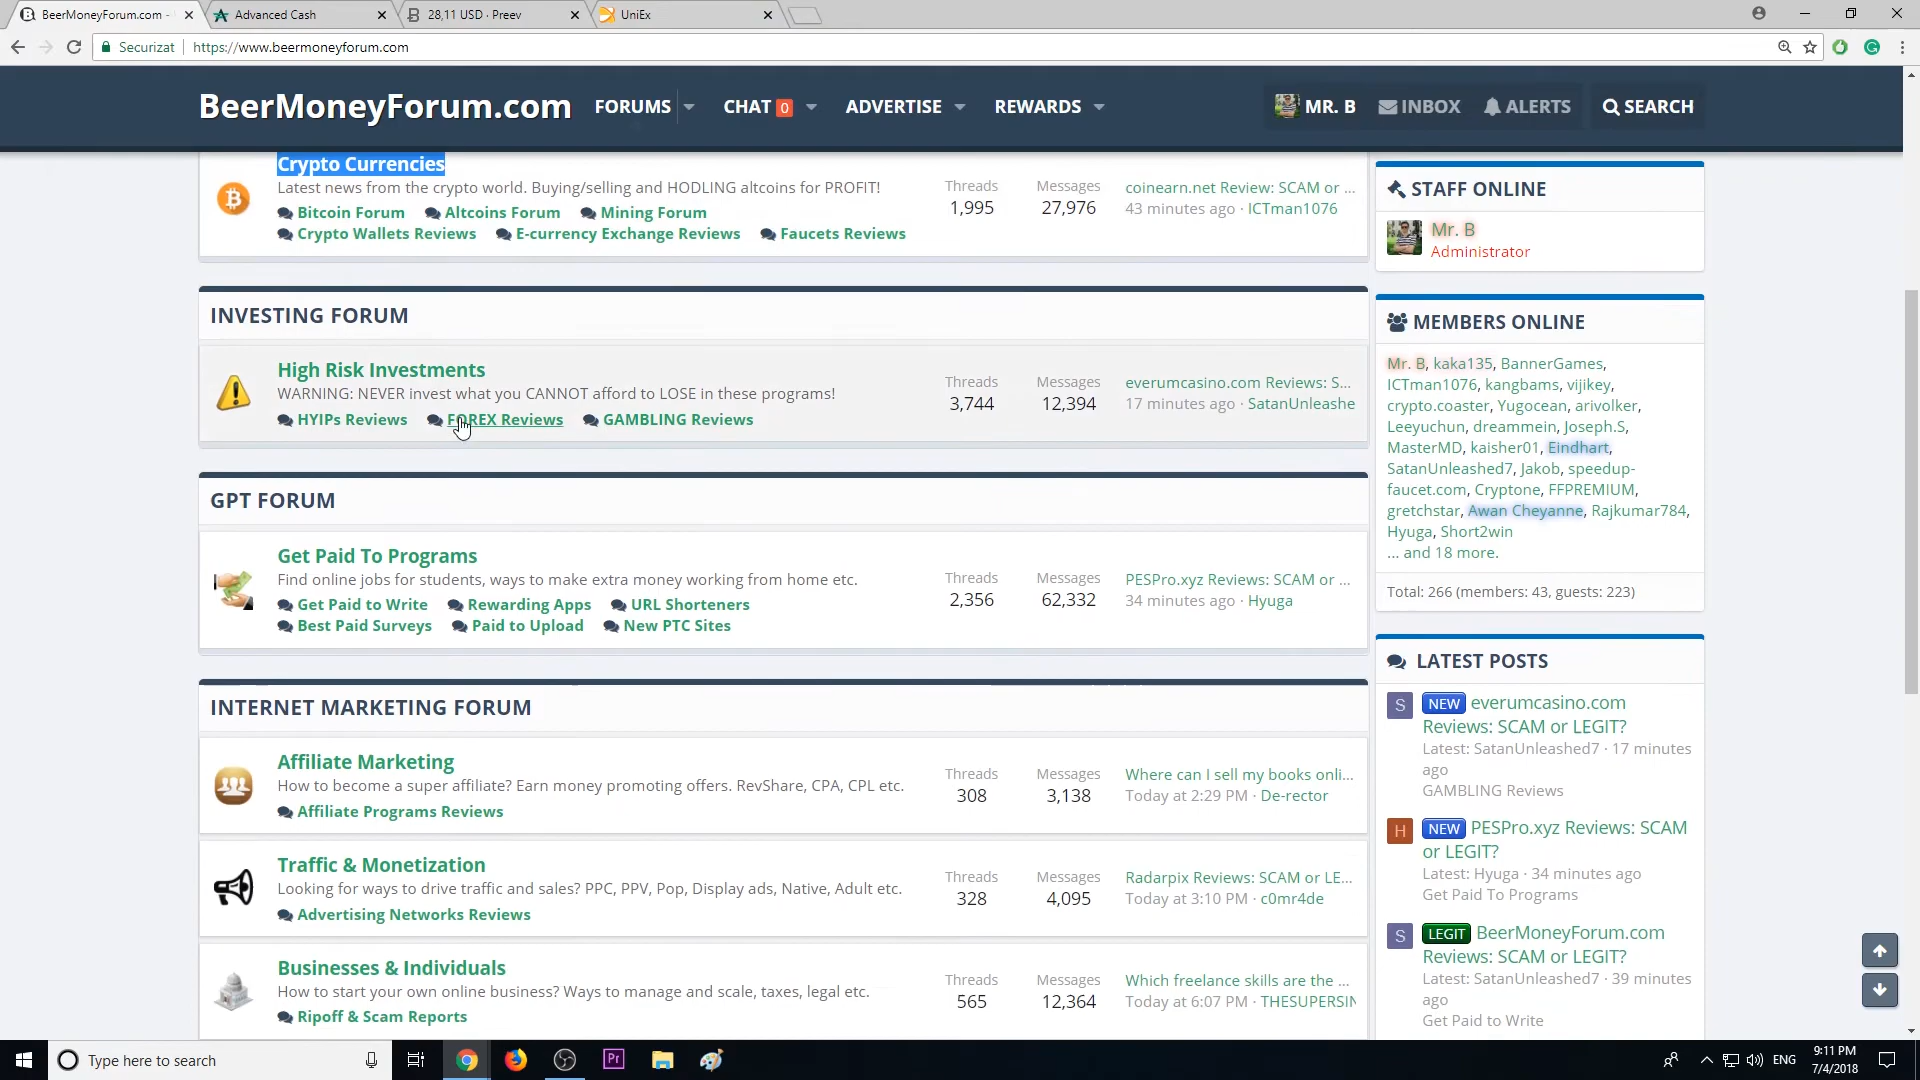 BeerMoneyForum.com -
Advanced Cash
28,11 USD · Preev
UniEx
Securizat
https://www.beermoneyforum.com
BeerMoneyForum.com
FORUMS
CHAT 0
ADVERTISE
REWARDS
MR. B
INBOX
ALERTS
SEARCH
Crypto Currencies
Latest news from the crypto world. Buying/selling and HODLING altcoins for PROFIT!
Bitcoin Forum Altcoins Forum Mining Forum
Crypto Wallets Reviews E-currency Exchange Reviews Faucets Reviews
Threads
1,995
Messages
27,976
coinearn.net Review: SCAM or ...
43 minutes ago · ICTman1076
INVESTING FORUM
High Risk Investments
WARNING: NEVER invest what you CANNOT afford to LOSE in these programs!
HYIPs Reviews FOREX Reviews GAMBLING Reviews
Threads
3,744
Messages
12,394
everumcasino.com Reviews: S...
17 minutes ago · SatanUnleashe
GPT FORUM
Get Paid To Programs
Find online jobs for students, ways to make extra money working from home etc.
Get Paid to Write Rewarding Apps URL Shorteners
Best Paid Surveys Paid to Upload New PTC Sites
Threads
2,356
Messages
62,332
PESPro.xyz Reviews: SCAM or ...
34 minutes ago · Hyuga
INTERNET MARKETING FORUM
Affiliate Marketing
How to become a super affiliate? Earn money promoting offers. RevShare, CPA, CPL etc.
Affiliate Programs Reviews
Threads
308
Messages
3,138
Where can I sell my books onli...
Today at 2:29 PM · De-rector
Traffic & Monetization
Looking for ways to drive traffic and sales? PPC, PPV, Pop, Display ads, Native, Adult etc.
Advertising Networks Reviews
Threads
328
Messages
4,095
Radarpix Reviews: SCAM or LE...
Today at 3:10 PM · c0mr4de
Businesses & Individuals
How to start your own online business? Ways to manage and scale, taxes, legal etc.
Ripoff & Scam Reports
Threads
565
Messages
12,364
Which freelance skills are the ...
Today at 6:07 PM · THESUPERSIN
STAFF ONLINE
Mr. B
Administrator
MEMBERS ONLINE
Mr. B, kaka135, BannerGames,
ICTman1076, kangbams, vijikey,
crypto.coaster, Yugocean, arivolker,
Leeyuchun, dreammein, Joseph.S,
MasterMD, kaisher01, Eindhart,
SatanUnleashed7, Jakob, speedup-
faucet.com, Cryptone, FFPREMIUM,
gretchstar, Awan Cheyanne, Rajkumar784,
Hyuga, Short2win
... and 18 more.
Total: 266 (members: 43, guests: 223)
LATEST POSTS
S
NEW everumcasino.com
Reviews: SCAM or LEGIT?
Latest: SatanUnleashed7 · 17 minutes
ago
GAMBLING Reviews
H
NEW PESPro.xyz Reviews: SCAM
or LEGIT?
Latest: Hyuga · 34 minutes ago
Get Paid To Programs
S
LEGIT BeerMoneyForum.com
Reviews: SCAM or LEGIT?
Latest: SatanUnleashed7 · 39 minutes
ago
Get Paid to Write
Type here to search
Pr
ENG
9:11 PM
7/4/2018